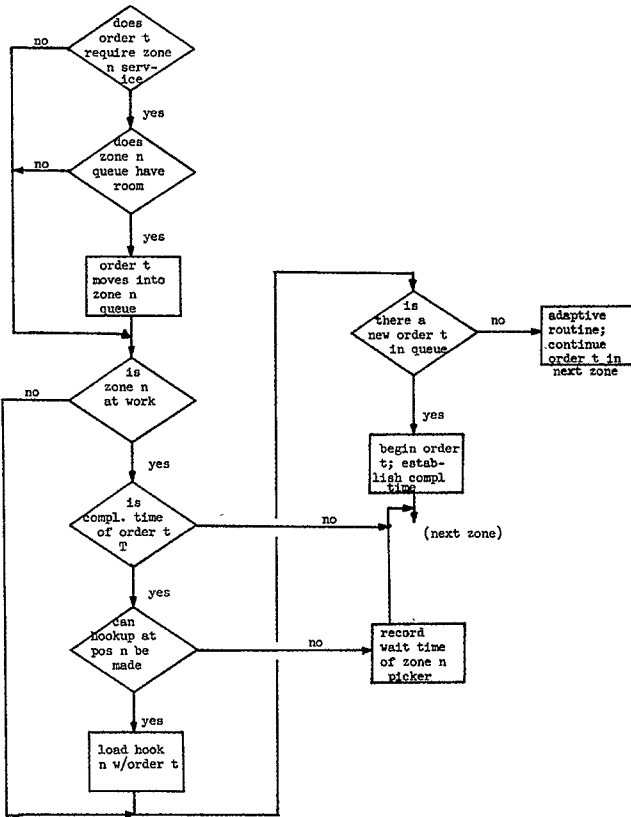 does
order t
require zone
n serv-
ice
no
yes
does
zone n
queue have
room
no
yes
order t
moves into
zone n
queue
is
zone n
at work
no
yes
is
compl. time
of order t
T
no
yes
can
hookup at
pos n be
made
no
yes
load hook
n w/order t
is
there a
new order t
in queue
no
adaptive
routine;
continue
order t in
next zone
yes
begin order
t; estab-
lish compl
time
(next zone)
record
wait time
of zone n
picker